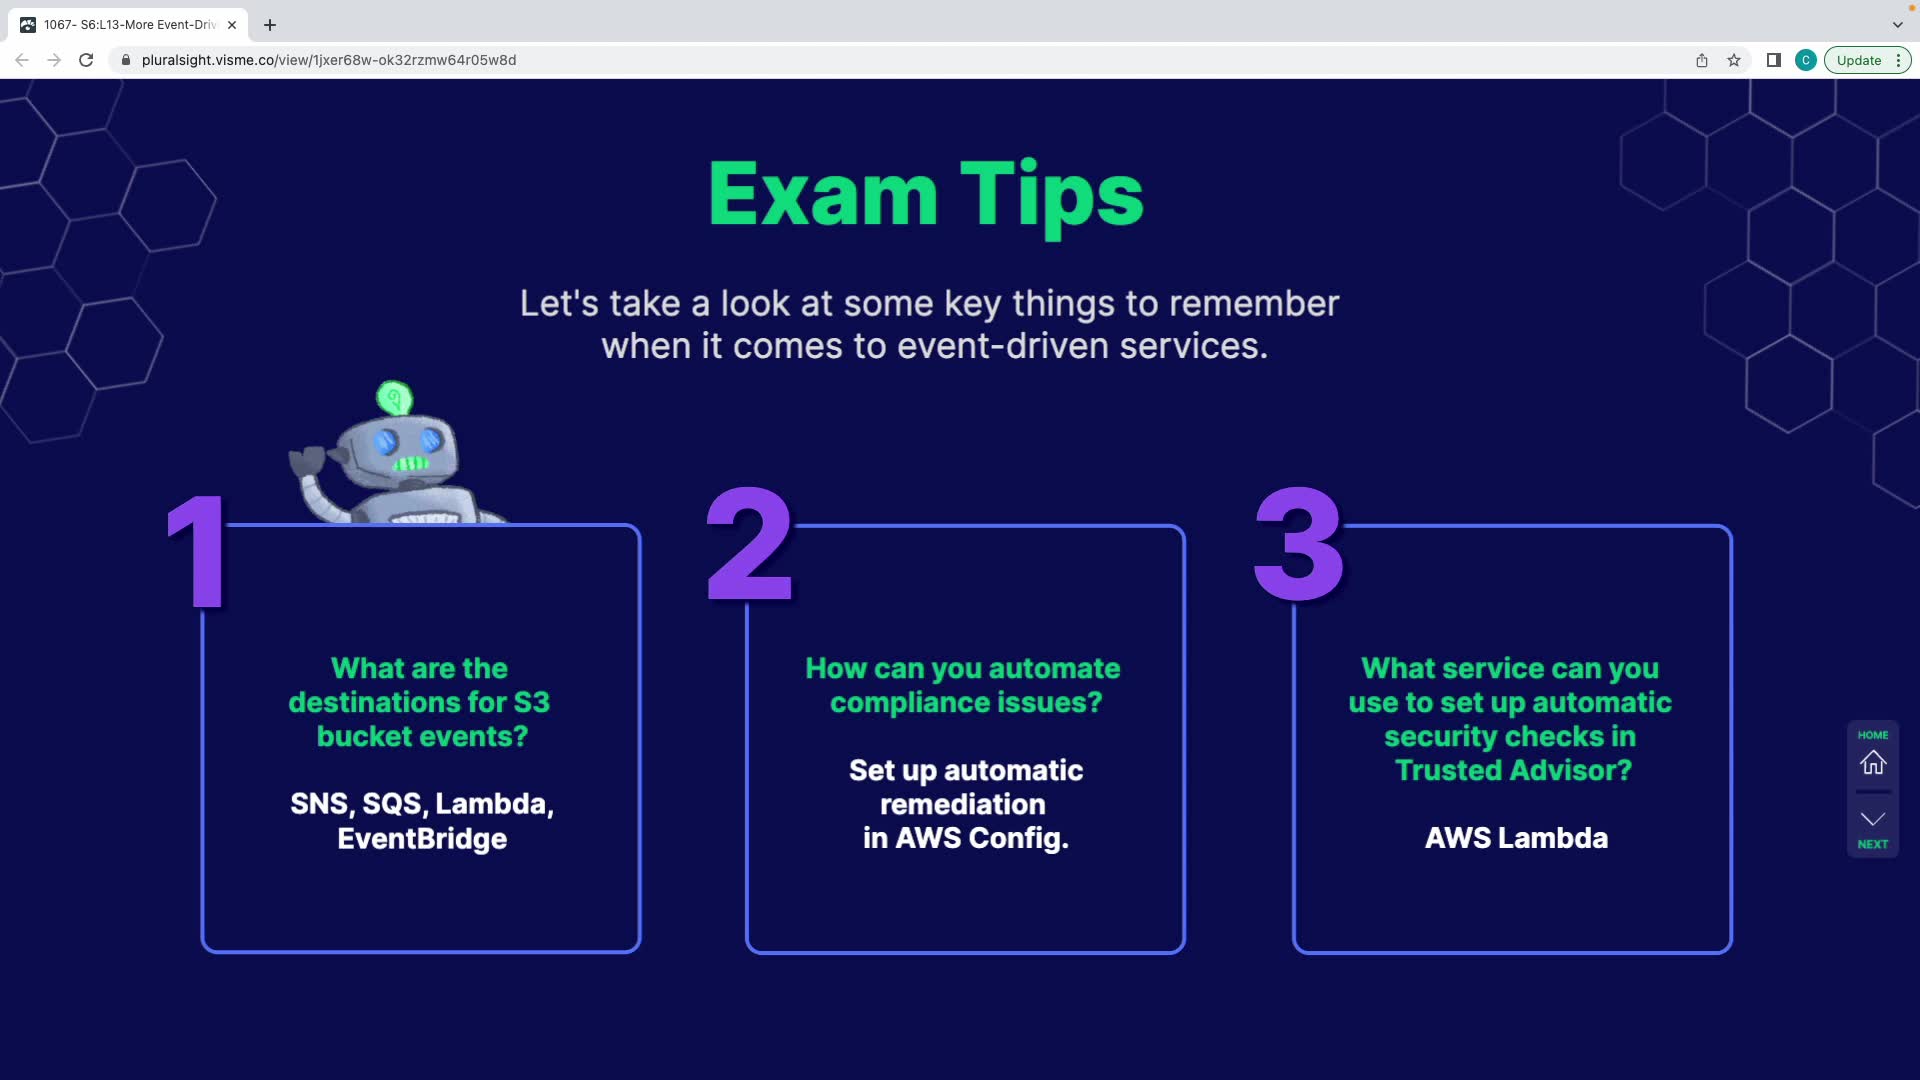 1067- S6:L13-More Event-Driv
pluralsight.visme.co/view/1jxer68w-ok32rzmw64r05w8d
C
Update
Exam Tips
Let's take a look at some key things to remember
when it comes to event-driven services.
1
What are the
destinations for S3
bucket events?
SNS, SQS, Lambda,
EventBridge
2
How can you automate
compliance issues?
Set up automatic
remediation
in AWS Config.
3
What service can you
use to set up automatic
security checks in
Trusted Advisor?
AWS Lambda
HOME
NEXT